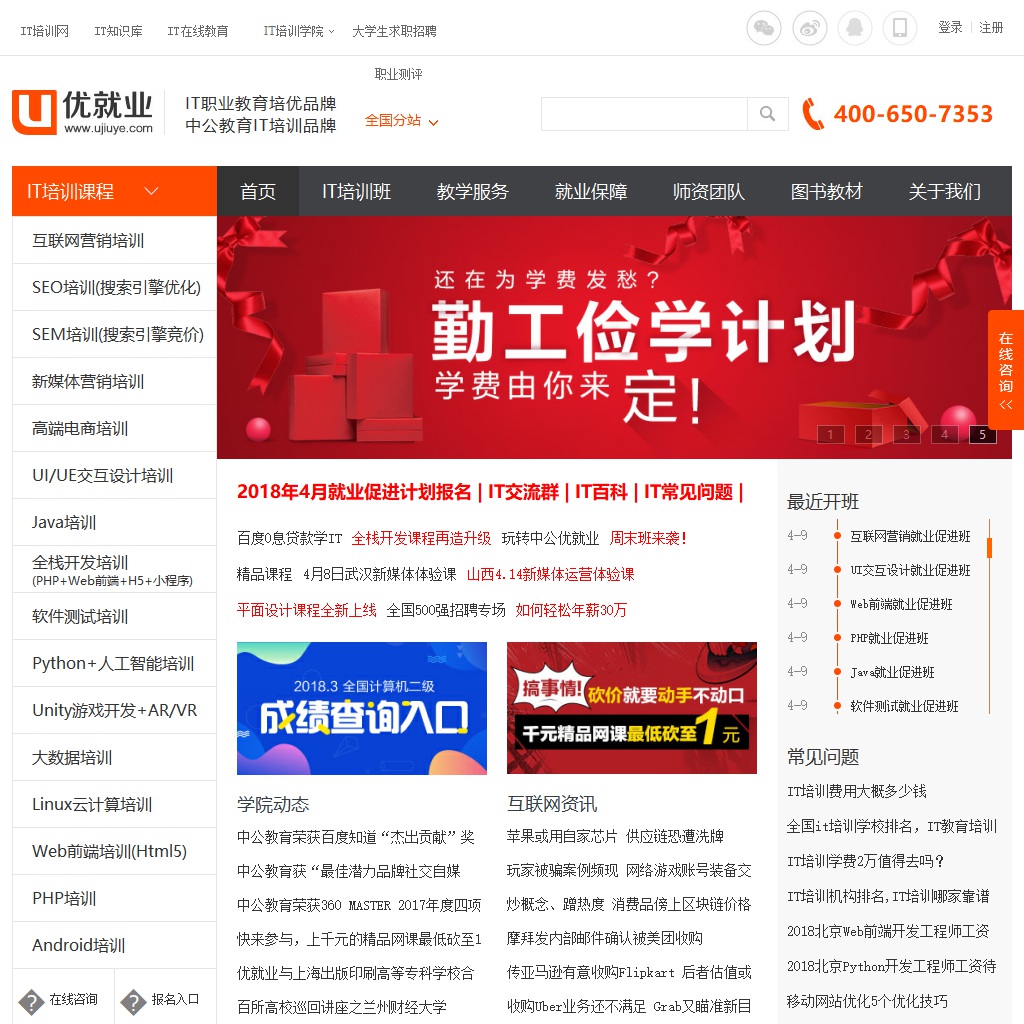 IT培训网 IT知识库 IT在线教育 IT培训学院 大学生求职招聘 登录 注册
职业测评
优就业
www.ujiuye.com
IT职业教育培优品牌
中公教育IT培训品牌
全国分站
400-650-7353
IT培训课程 首页 IT培训班 教学服务 就业保障 师资团队 图书教材 关于我们
互联网营销培训
SEO培训(搜索引擎优化)
SEM培训(搜索引擎竞价)
新媒体营销培训
高端电商培训
UI/UE交互设计培训
Java培训
全栈开发培训
(PHP+Web前端+H5+小程序)
软件测试培训
Python+人工智能培训
Unity游戏开发+AR/VR
大数据培训
Linux云计算培训
Web前端培训(Html5)
PHP培训
Android培训
在线咨询 报名入口
还在为学费发愁？
勤工俭学计划
学费由你来定！
1 2 3 4 5
在线咨询
<<
2018年4月就业促进计划报名 | IT交流群 | IT百科 | IT常见问题 |
百度0息贷款学IT 全栈开发课程再造升级 玩转中公优就业 周末班来袭！
精品课程 4月8日武汉新媒体体验课 山西4.14新媒体运营体验课
平面设计课程全新上线 全国500强招聘专场 如何轻松年薪30万
2018.3 全国计算机二级
成绩查询入口
搞事情!
砍价就要动手不动口
千元精品网课最低砍至1元
学院动态
中公教育荣获百度知道“杰出贡献”奖
中公教育获“最佳潜力品牌社交自媒
中公教育荣获360 MASTER 2017年度四项
快来参与，上千元的精品网课最低砍至1
优就业与上海出版印刷高等专科学校合
百所高校巡回讲座之兰州财经大学
互联网资讯
苹果或用自家芯片 供应链恐遭洗牌
玩家被骗案例频现 网络游戏账号装备交
炒概念、蹭热度 消费品傍上区块链价格
摩拜发内部邮件确认被美团收购
传亚马逊有意收购Flipkart 后者估值或
收购Uber业务还不满足 Grab又瞄准新目
最近开班
4-9 互联网营销就业促进班
4-9 UI交互设计就业促进班
4-9 Web前端就业促进班
4-9 PHP就业促进班
4-9 Java就业促进班
4-9 软件测试就业促进班
常见问题
IT培训费用大概多少钱
全国it培训学校排名，IT教育培训
IT培训学费2万值得去吗？
IT培训机构排名,IT培训哪家靠谱
2018北京Web前端开发工程师工资
2018北京Python开发工程师工资待
移动网站优化5个优化技巧